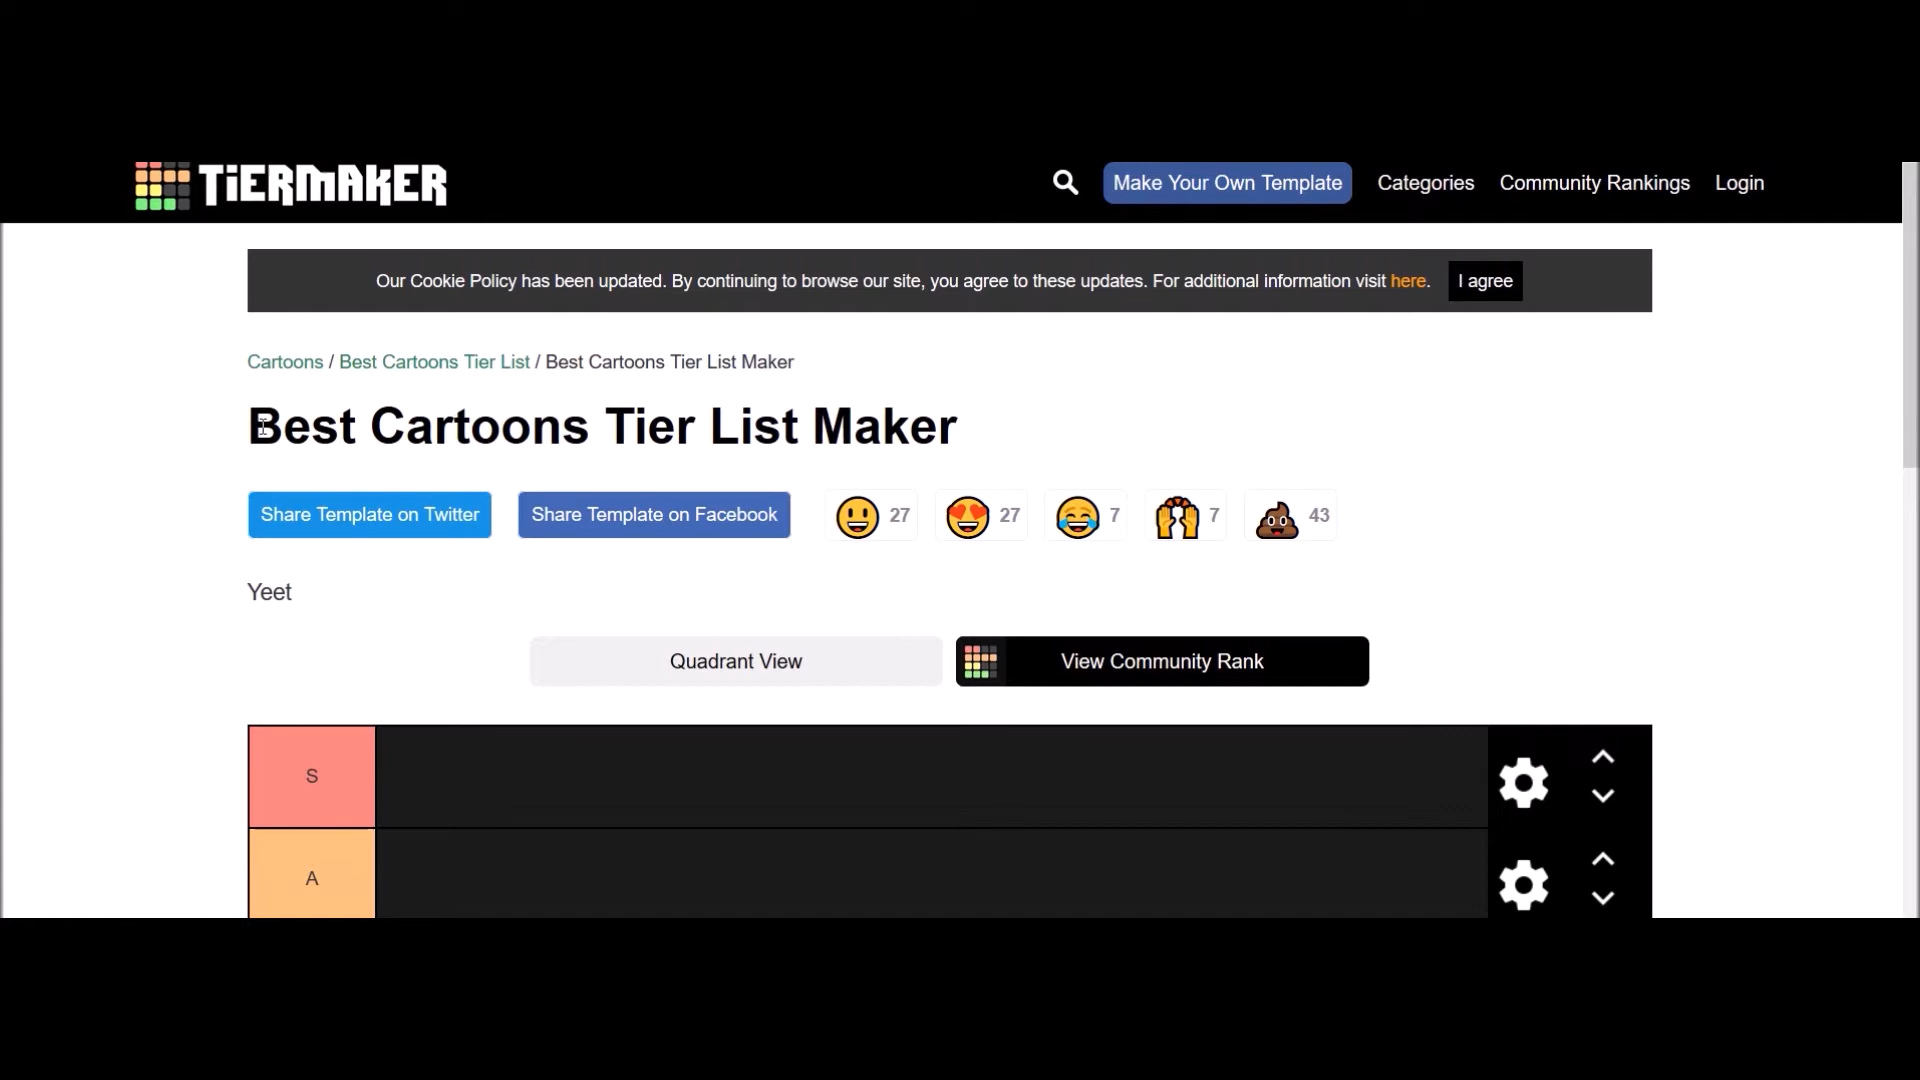 TiERMAKER
Make Your Own Template
Categories
Community Rankings
Login
Our Cookie Policy has been updated. By continuing to browse our site, you agree to these updates. For additional information visit here.
I agree
Cartoons / Best Cartoons Tier List / Best Cartoons Tier List Maker
Best Cartoons Tier List Maker
Share Template on Twitter
Share Template on Facebook
27
27
7
7
43
Yeet
Quadrant View
View Community Rank
S
A